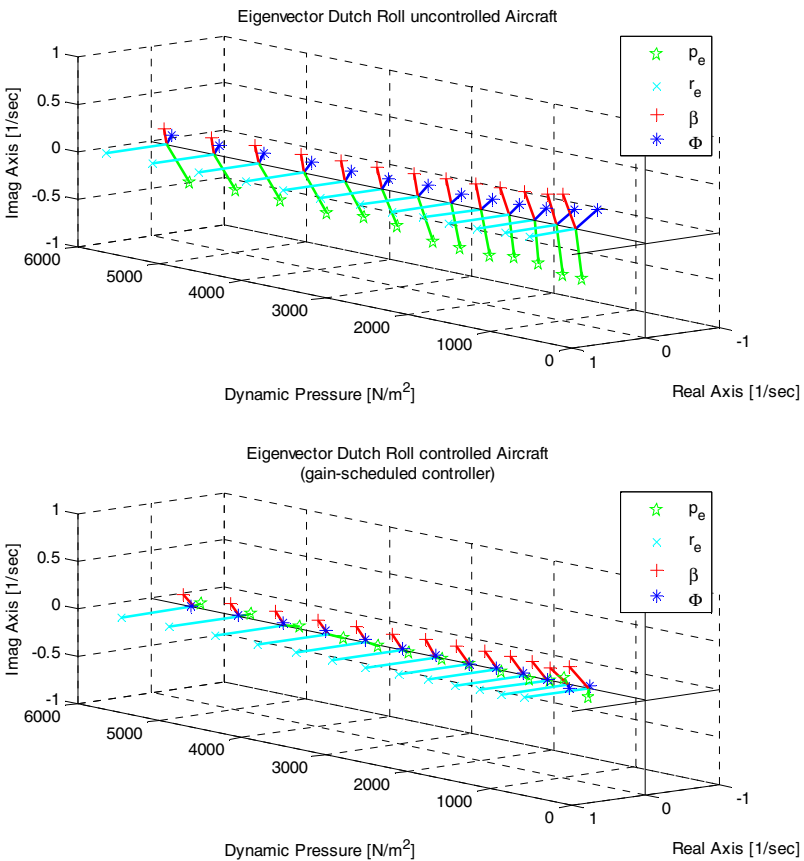 Eigenvector Dutch Roll uncontrolled Aircraft
1
0.5
0
-0.5
-1
Imag Axis [1/sec]
6000
5000
4000
3000
2000
1000
0
1
0
-1
Dynamic Pressure [N/m²]
Real Axis [1/sec]
p_e
r_e
β
Φ
Eigenvector Dutch Roll controlled Aircraft
(gain-scheduled controller)
1
0.5
0
-0.5
-1
Imag Axis [1/sec]
6000
5000
4000
3000
2000
1000
0
1
0
-1
Dynamic Pressure [N/m²]
Real Axis [1/sec]
p_e
r_e
β
Φ